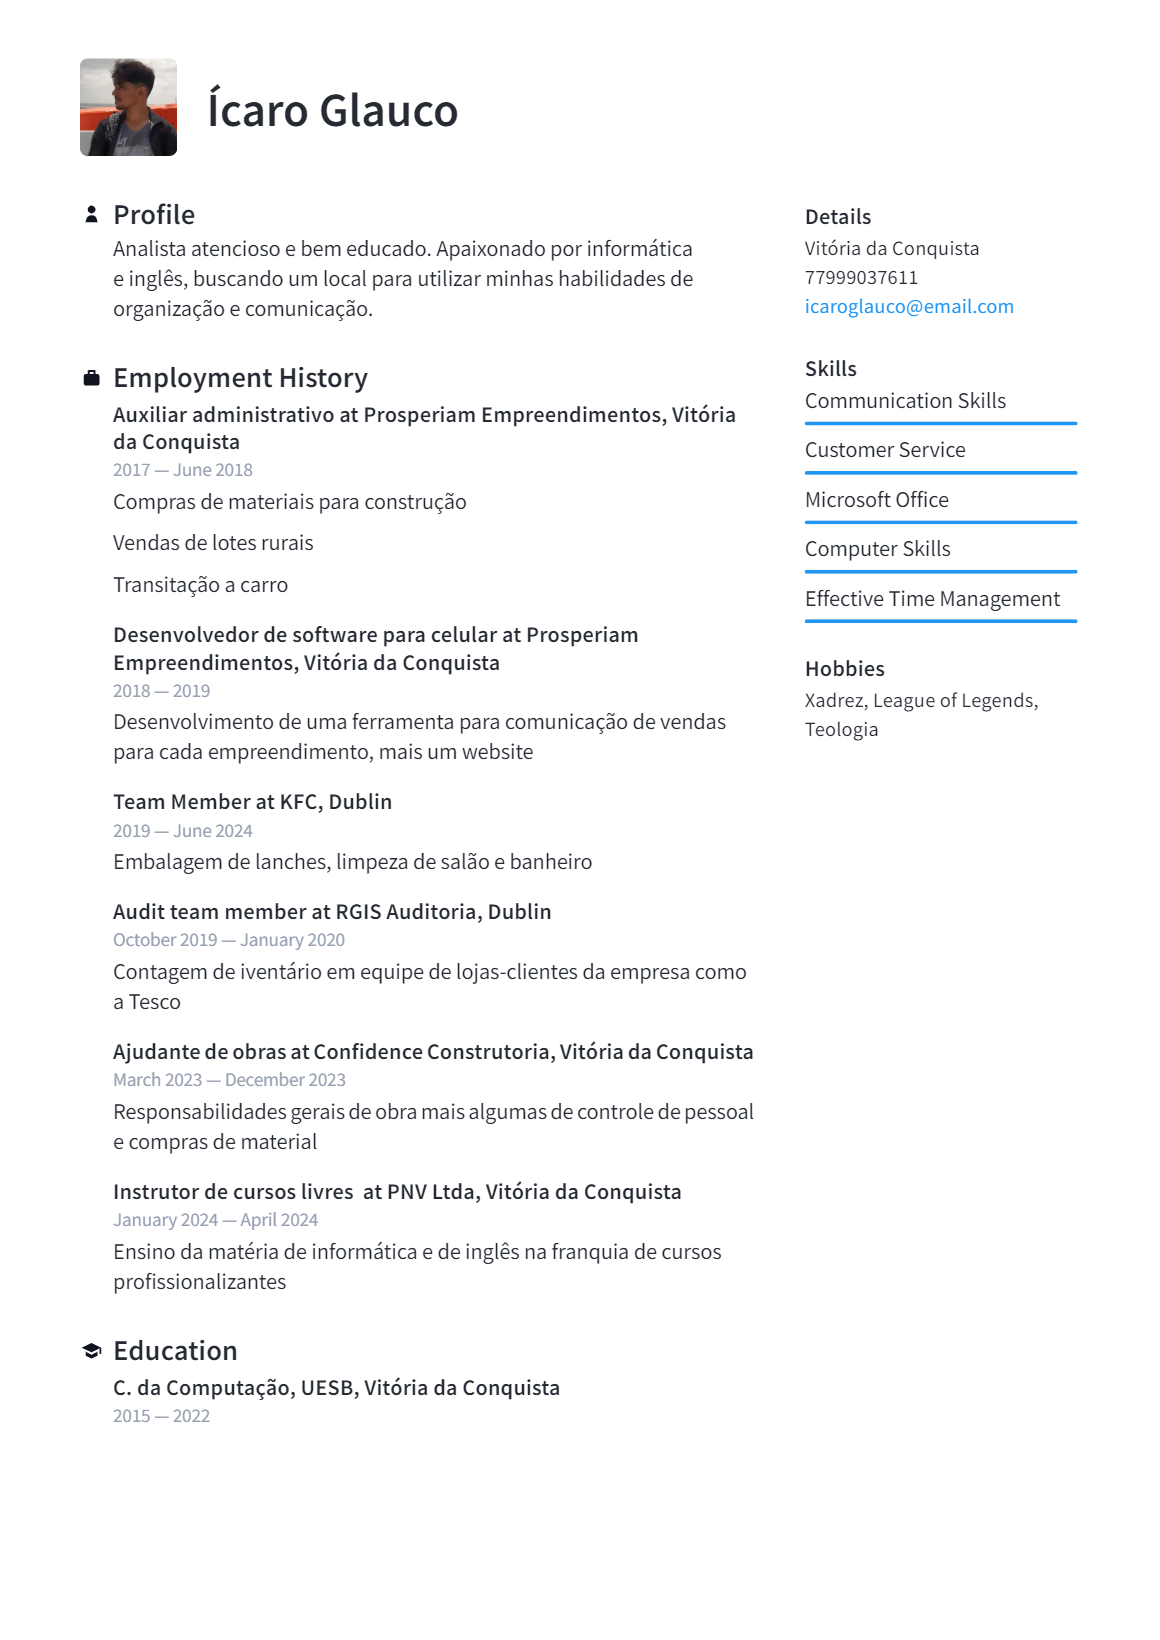 Ícaro Glauco
Profile
Analista atencioso e bem educado. Apaixonado por informática
e inglês, buscando um local para utilizar minhas habilidades de
organização e comunicação.
Employment History
Auxiliar administrativo at Prosperiam Empreendimentos, Vitória
da Conquista
2017 — June 2018
Compras de materiais para construção
Vendas de lotes rurais
Transitação a carro
Desenvolvedor de software para celular at Prosperiam
Empreendimentos, Vitória da Conquista
2018 — 2019
Desenvolvimento de uma ferramenta para comunicação de vendas
para cada empreendimento, mais um website
Team Member at KFC, Dublin
2019 — June 2024
Embalagem de lanches, limpeza de salão e banheiro
Audit team member at RGIS Auditoria, Dublin
October 2019 — January 2020
Contagem de iventário em equipe de lojas-clientes da empresa como
a Tesco
Ajudante de obras at Confidence Construtoria, Vitória da Conquista
March 2023 — December 2023
Responsabilidades gerais de obra mais algumas de controle de pessoal
e compras de material
Instrutor de cursos livres  at PNV Ltda, Vitória da Conquista
January 2024 — April 2024
Ensino da matéria de informática e de inglês na franquia de cursos
profissionalizantes
Education
C. da Computação, UESB, Vitória da Conquista
2015 — 2022
Details
Vitória da Conquista
77999037611
icaroglauco@email.com
Skills
Communication Skills
Customer Service
Microsoft Office
Computer Skills
Effective Time Management
Hobbies
Xadrez, League of Legends,
Teologia